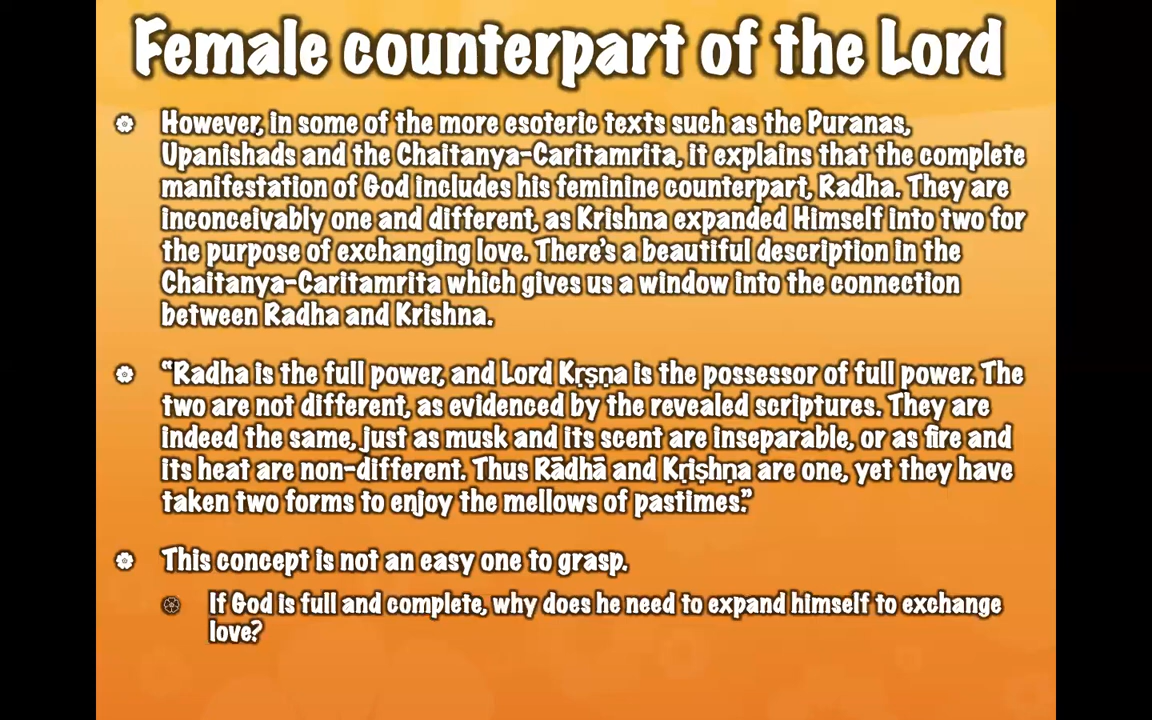 Female counterpart of the Lord
However, in some of the more esoteric texts such as the Puranas,
Upanishads and the Chaitanya-Caritamrita, it explains that the complete
manifestation of God includes his feminine counterpart, Radha. They are
inconceivably one and different, as Krishna expanded Himself into two for
the purpose of exchanging love. There's a beautiful description in the
Chaitanya-Caritamrita which gives us a window into the connection
between Radha and Krishna.
"Radha is the full power, and Lord Kṛṣṇa is the possessor of full power. The
two are not different, as evidenced by the revealed scriptures. They are
indeed the same, just as musk and its scent are inseparable, or as fire and
its heat are non-different. Thus Rādhā and Kṛiṣhṇa are one, yet they have
taken two forms to enjoy the mellows of pastimes."
This concept is not an easy one to grasp.
If God is full and complete, why does he need to expand himself to exchange
love?